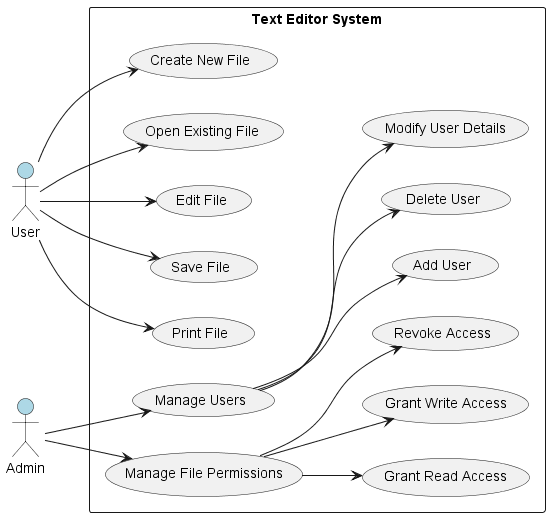 Text Editor System
Create New File
Open Existing File
Modify User Details
Edit File
Delete User
User
Save File
Add User
Print File
Revoke Access
Manage Users
Grant Write Access
Admin
Manage File Permissions
Grant Read Access